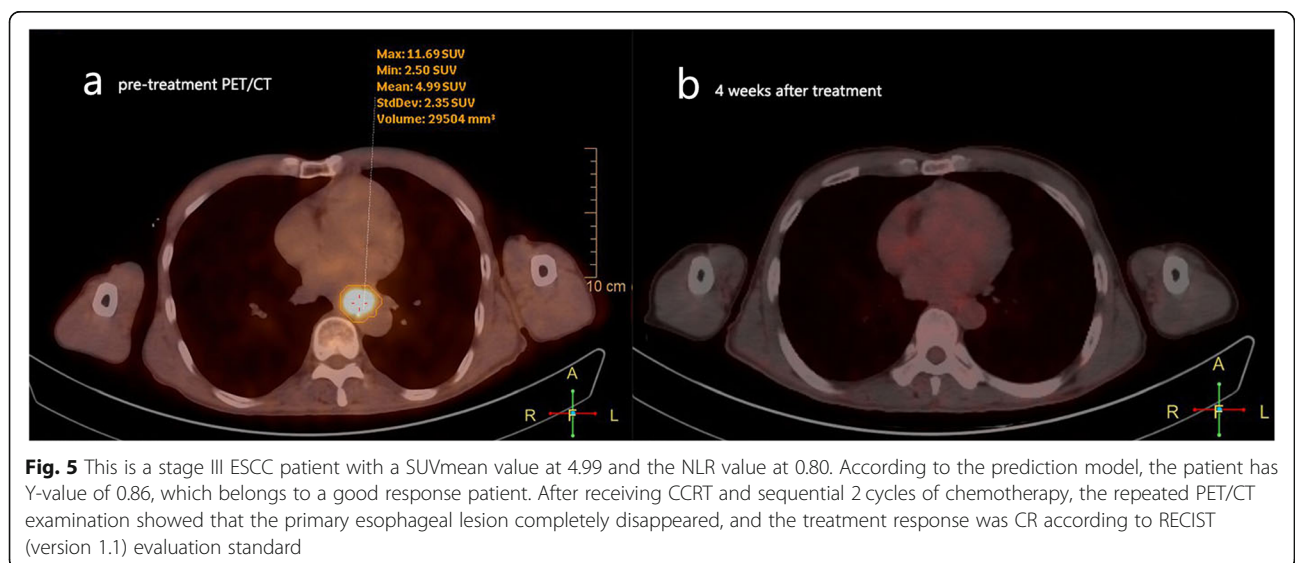 a pre-treatment PET/CT
Max: 11.69 SUV
Min: 2.50 SUV
Mean: 4.99 SUV
StdDev: 2.35 SUV
Volume: 29504 mm³
10 cm
A
R F L
b 4 weeks after treatment
A
R F L
Fig. 5 This is a stage III ESCC patient with a SUVmean value at 4.99 and the NLR value at 0.80. According to the prediction model, the patient has
Y-value of 0.86, which belongs to a good response patient. After receiving CCRT and sequential 2 cycles of chemotherapy, the repeated PET/CT
examination showed that the primary esophageal lesion completely disappeared, and the treatment response was CR according to RECIST
(version 1.1) evaluation standard